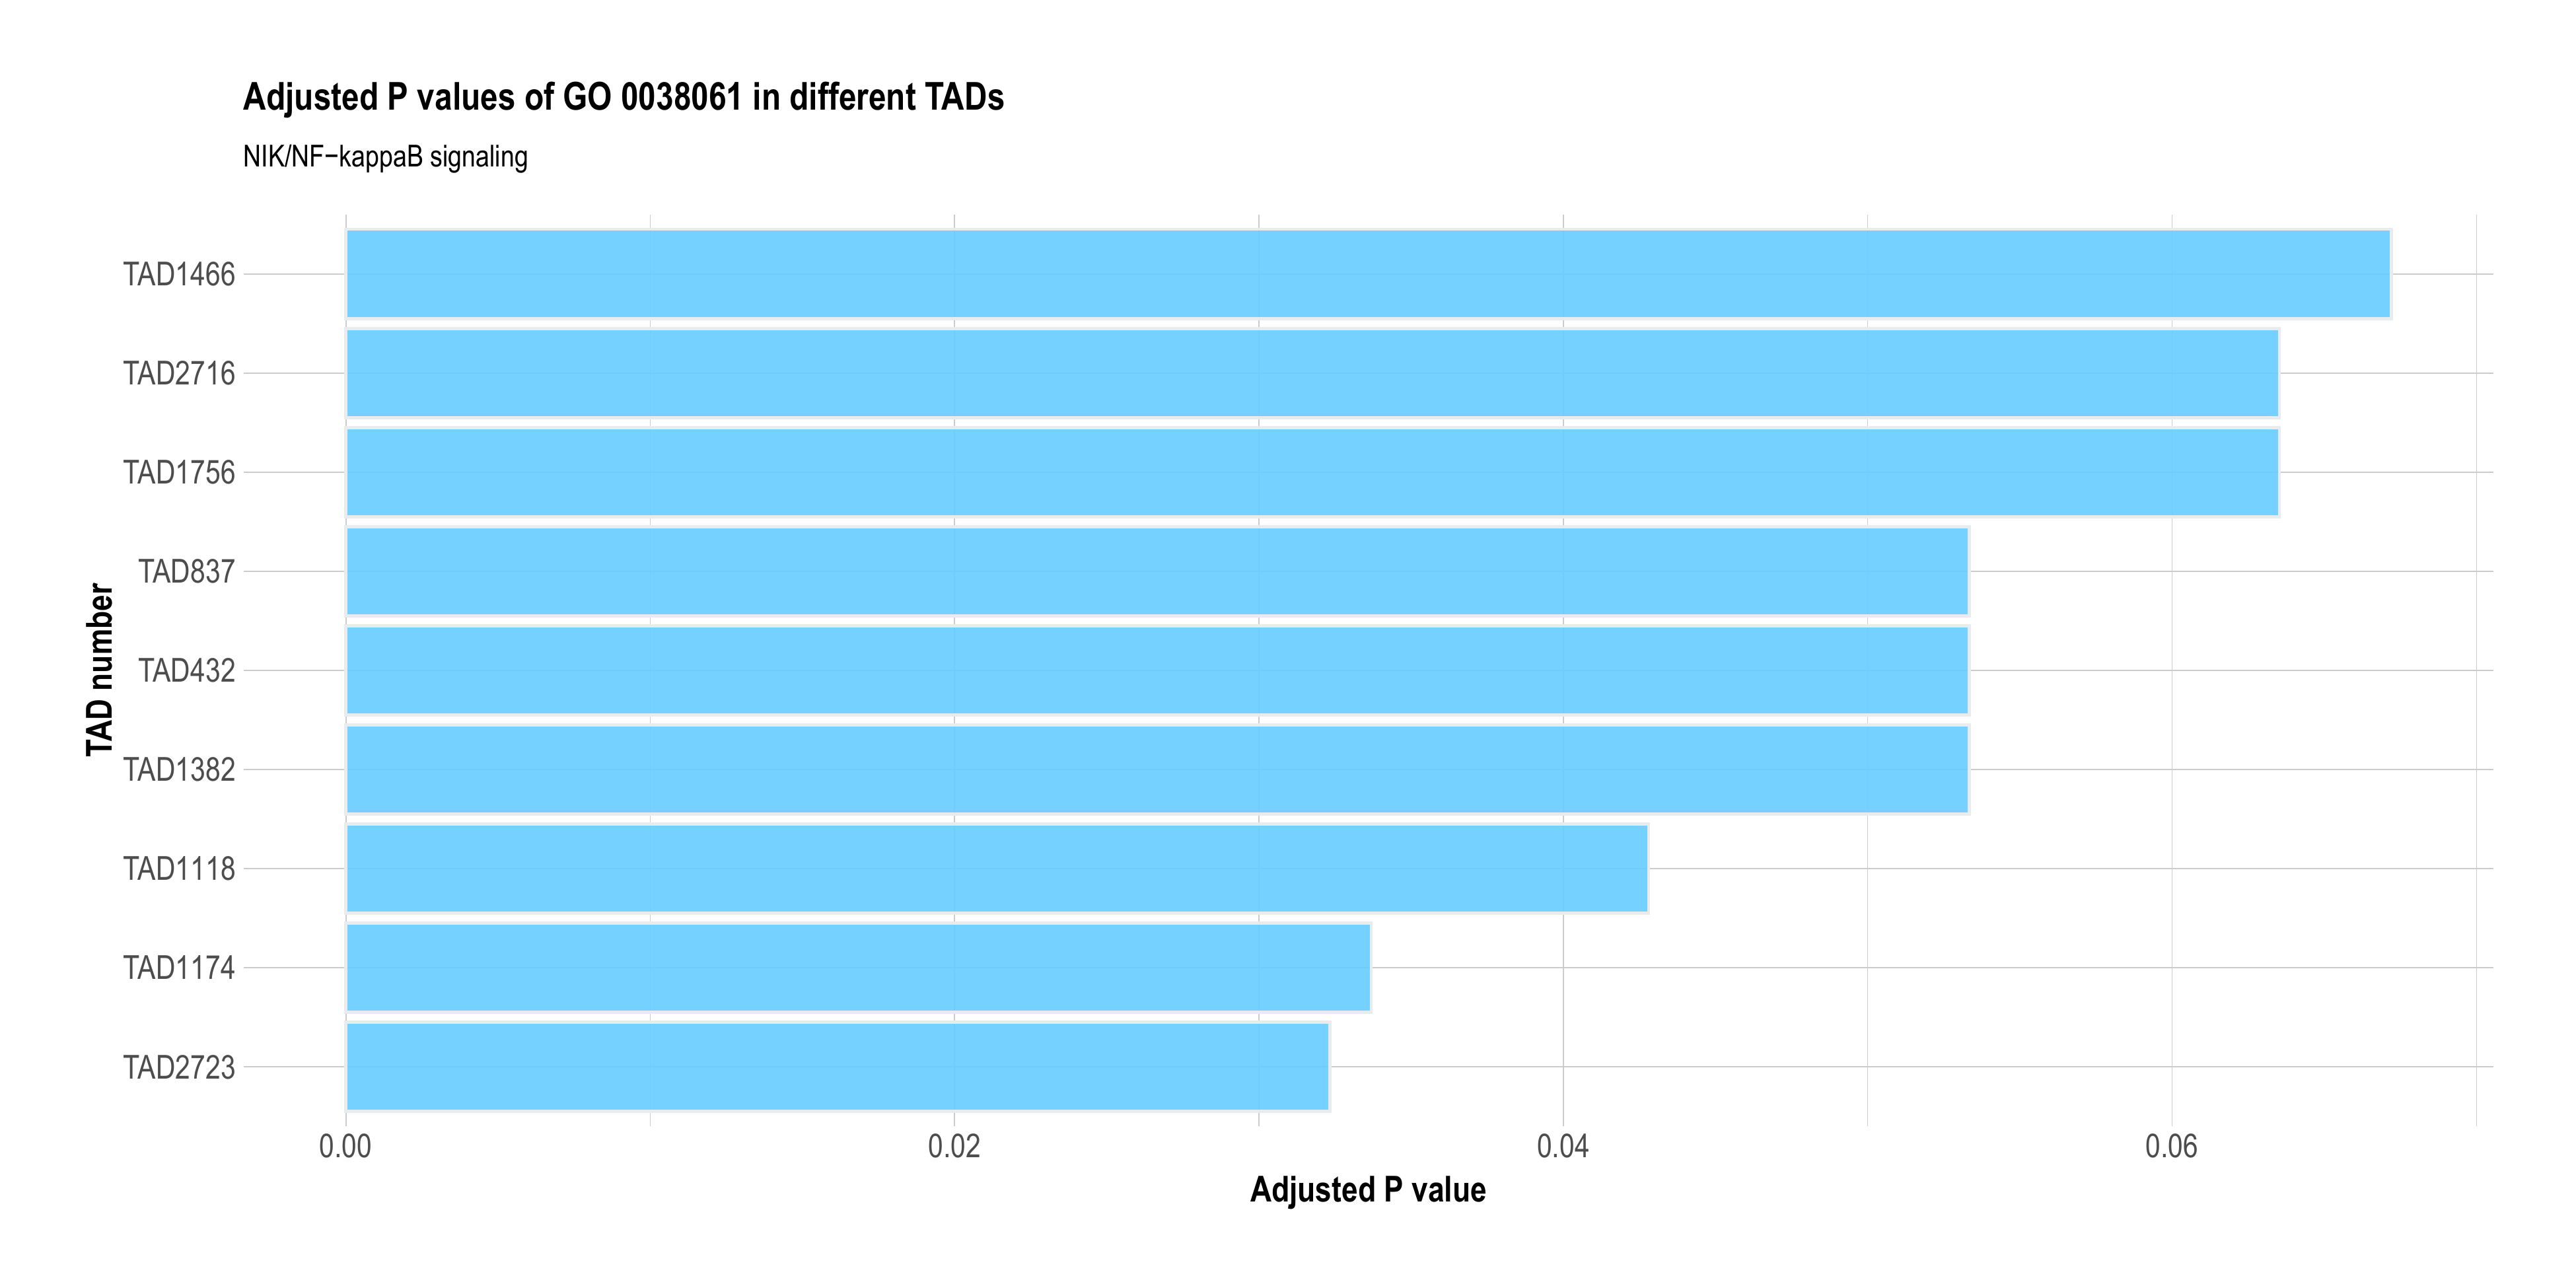 Adjusted P values of GO 0038061 in different TADs
NIK/NF−kappaB signaling
TAD1466
TAD2716
TAD1756
TAD837
TAD432
TAD1382
TAD1118
TAD1174
TAD2723
TAD number
0.00 0.02 0.04 0.06
Adjusted P value